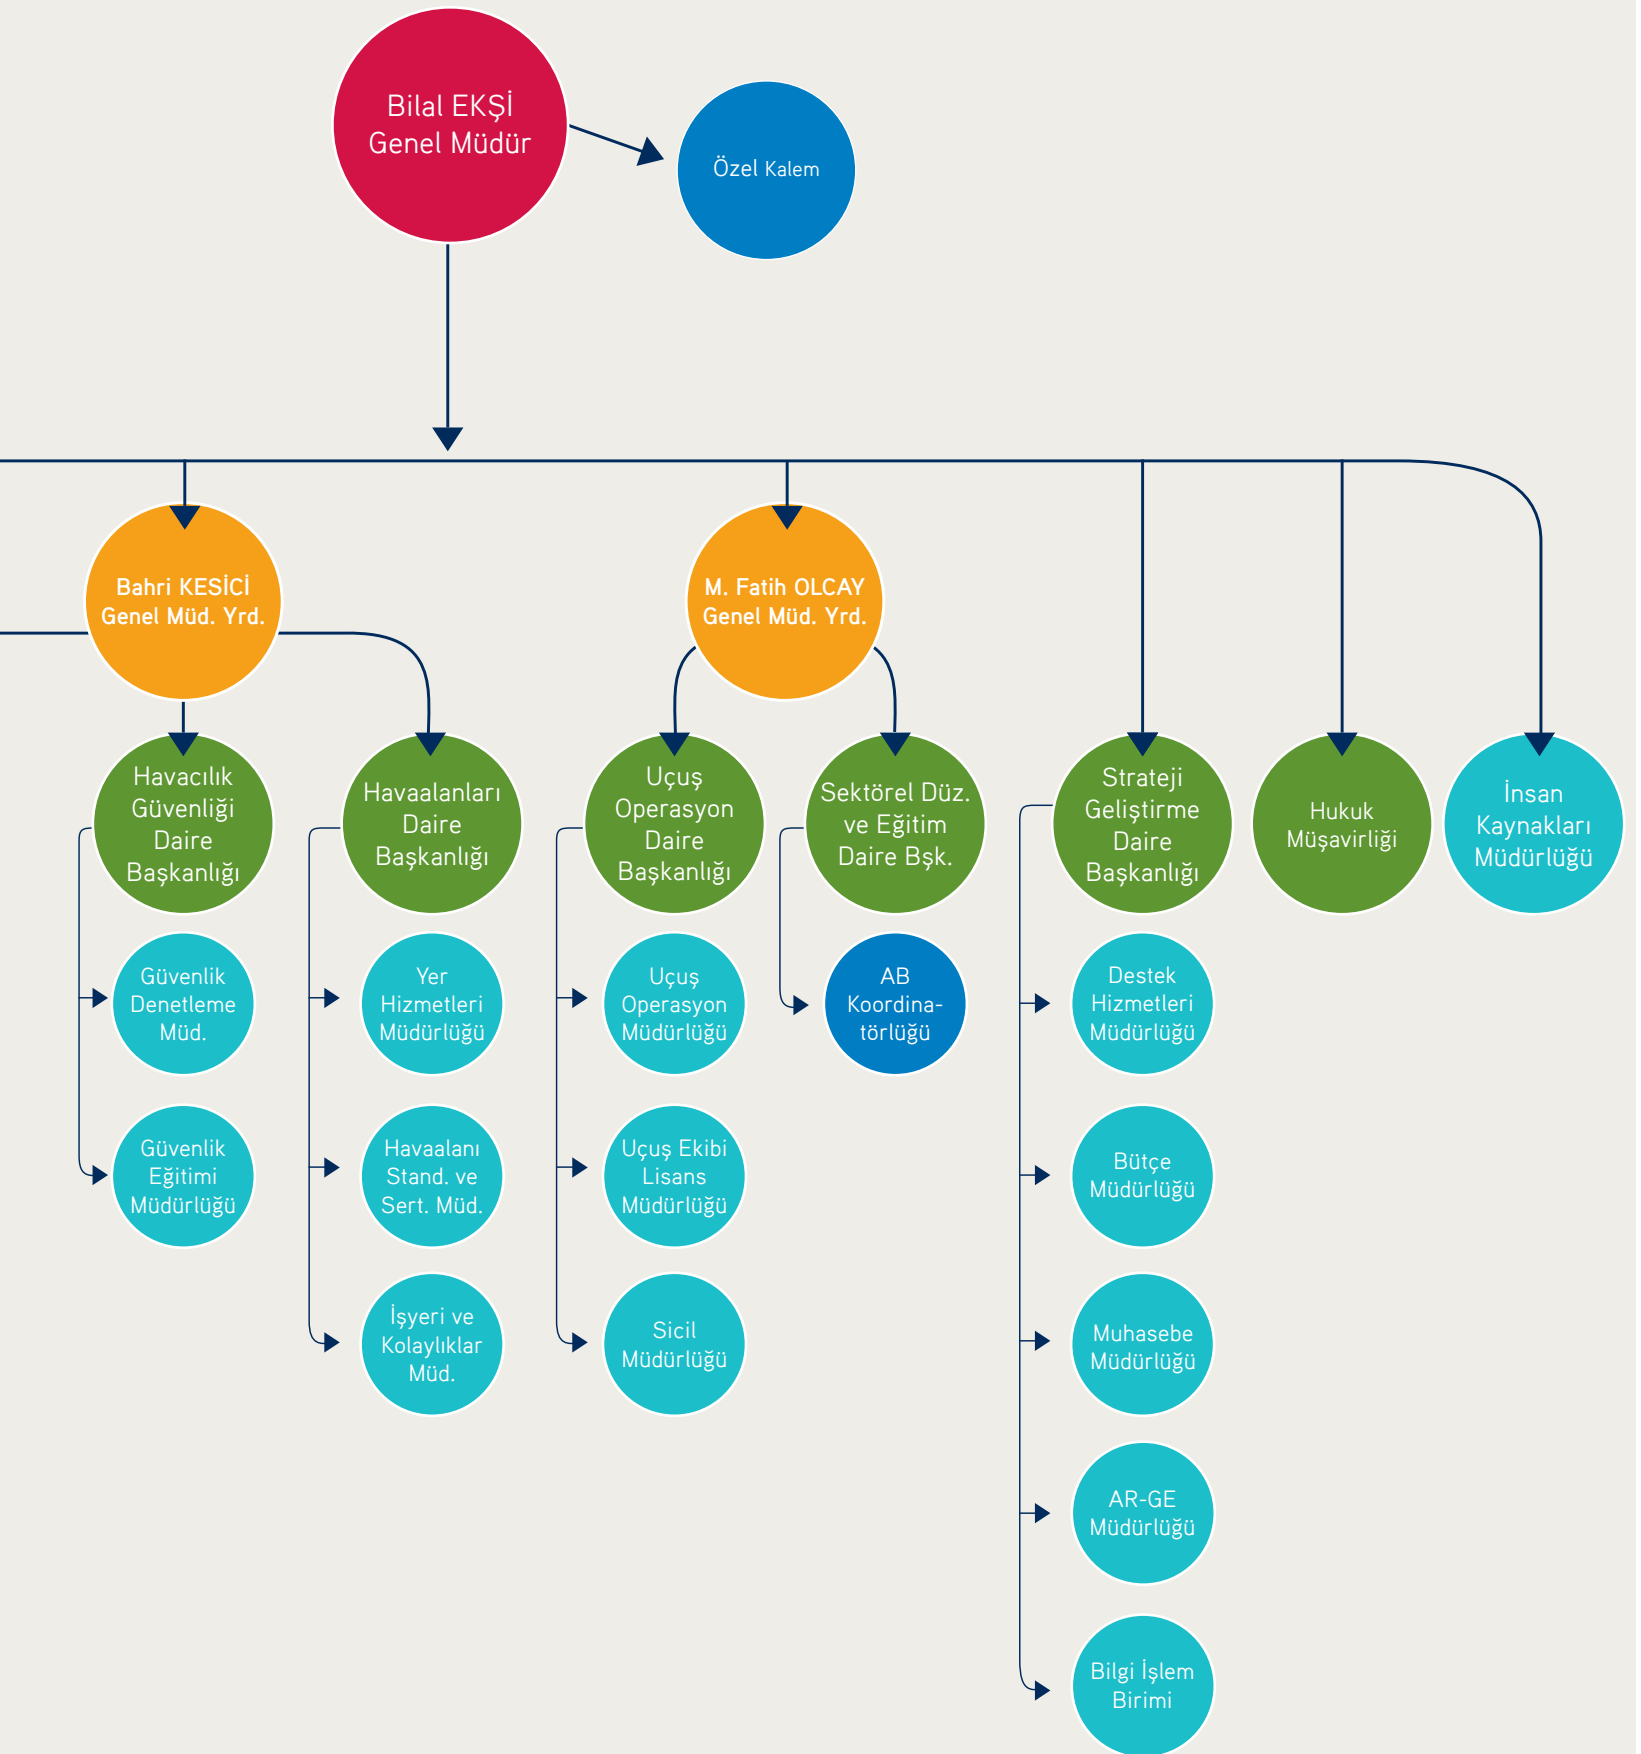 Bilal EKŞİ
Genel Müdür
Özel Kalem
Bahri KESİCİ
Genel Müd. Yrd.
M. Fatih OLCAY
Genel Müd. Yrd.
Havacılık
Güvenliği
Daire
Başkanlığı
Havaalanları
Daire
Başkanlığı
Uçuş
Operasyon
Daire
Başkanlığı
Sektörel Düz.
ve Eğitim
Daire Bşk.
Strateji
Geliştirme
Daire
Başkanlığı
Hukuk
Müşavirliği
İnsan
Kaynakları
Müdürlüğü
Güvenlik
Denetleme
Müd.
Yer
Hizmetleri
Müdürlüğü
Uçuş
Operasyon
Müdürlüğü
AB
Koordina-
törlüğü
Destek
Hizmetleri
Müdürlüğü
Güvenlik
Eğitimi
Müdürlüğü
Havaalanı
Stand. ve
Sert. Müd.
Uçuş Ekibi
Lisans
Müdürlüğü
Bütçe
Müdürlüğü
İşyeri ve
Kolaylıklar
Müd.
Sicil
Müdürlüğü
Muhasebe
Müdürlüğü
AR-GE
Müdürlüğü
Bilgi İşlem
Birimi